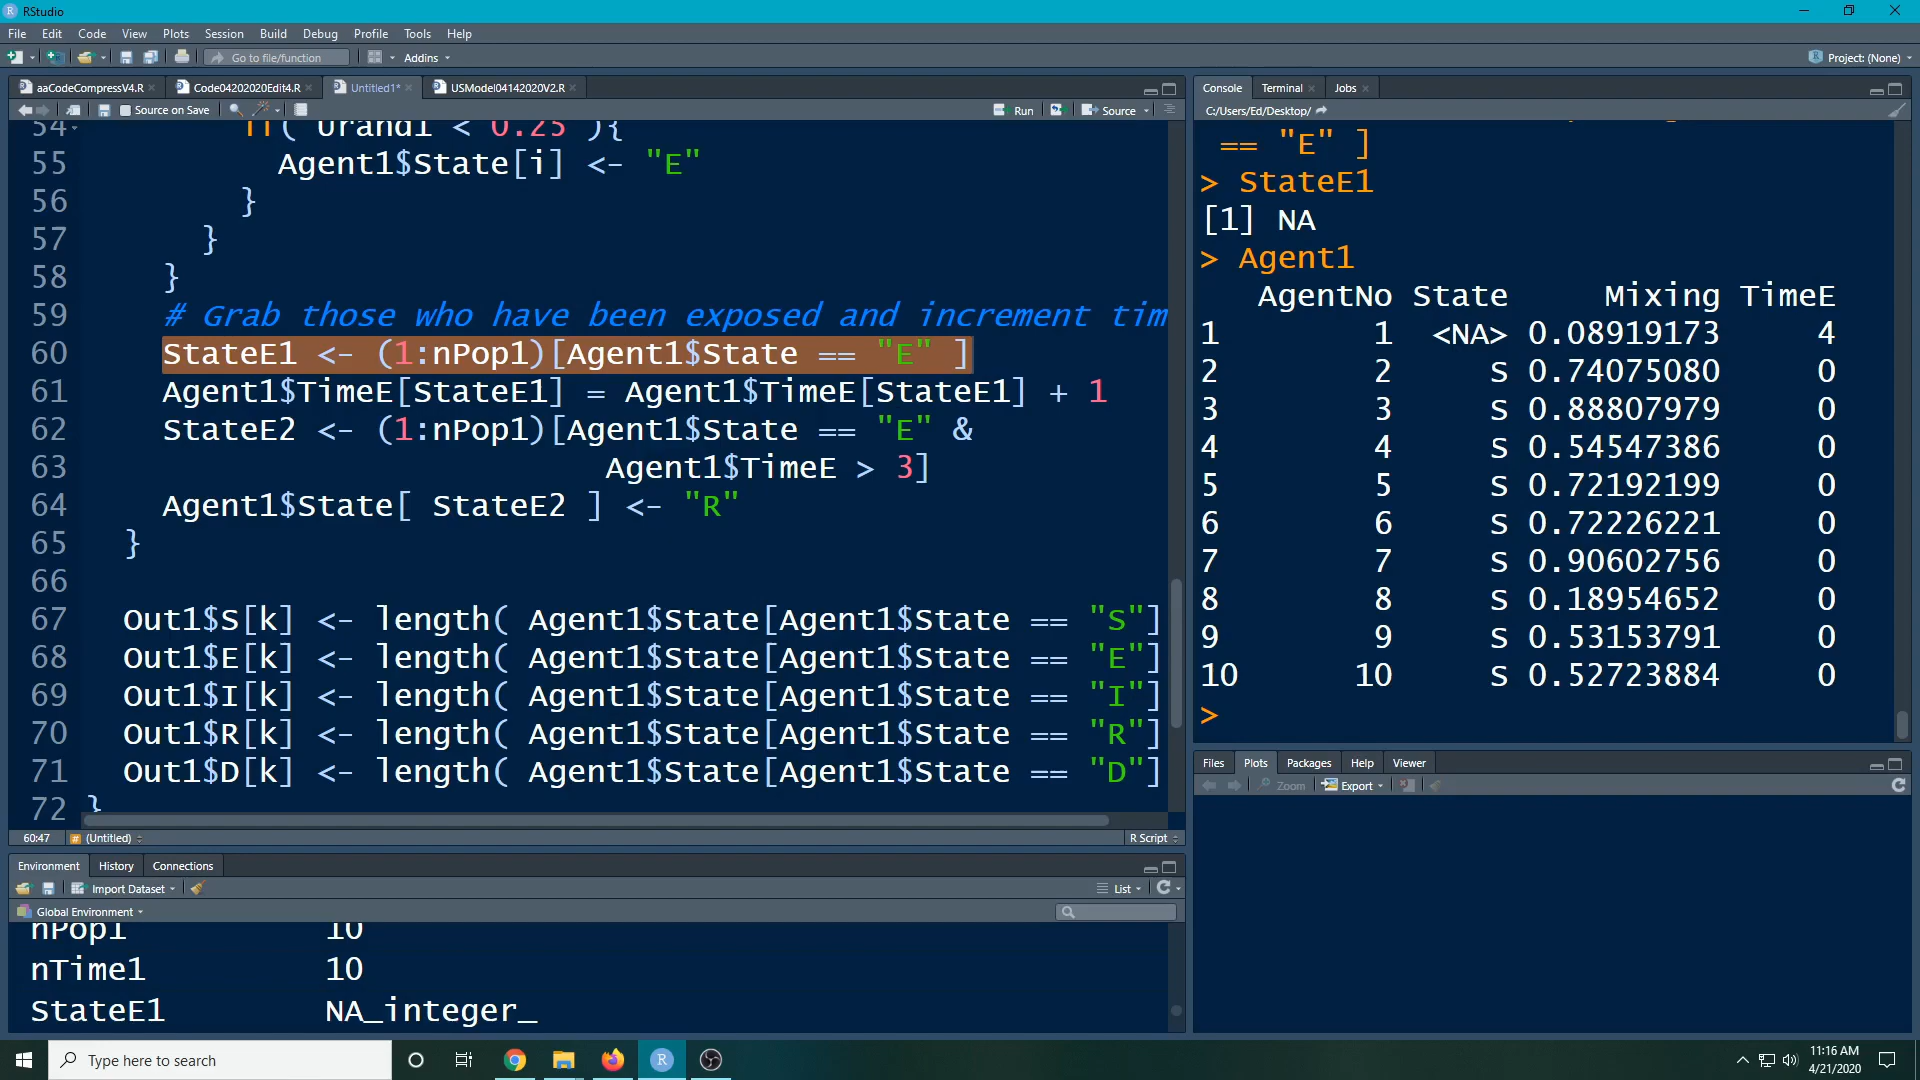 RStudio
File Edit Code View Plots Session Build Debug Profile Tools Help
Go to file/function Addins Project: (None)
aaCodeCompressV4.R Code04202020Edit4.R Untitled1* USModel04142020V2.R
Source on Save Run Source
54 if( Urand1 < 0.25 ){
55 Agent1$State[i] <- "E"
56 }
57 }
58 }
59 # Grab those who have been exposed and increment tim
60 StateE1 <- (1:nPop1)[Agent1$State == "E" ]
61 Agent1$TimeE[StateE1] = Agent1$TimeE[StateE1] + 1
62 StateE2 <- (1:nPop1)[Agent1$State == "E" &
63 Agent1$TimeE > 3]
64 Agent1$State[ StateE2 ] <- "R"
65 }
66
67 Out1$S[k] <- length( Agent1$State[Agent1$State == "S"]
68 Out1$E[k] <- length( Agent1$State[Agent1$State == "E"]
69 Out1$I[k] <- length( Agent1$State[Agent1$State == "I"]
70 Out1$R[k] <- length( Agent1$State[Agent1$State == "R"]
71 Out1$D[k] <- length( Agent1$State[Agent1$State == "D"]
72 }
60:47 # (Untitled) R Script
Environment History Connections
Import Dataset List
Global Environment
nPop1 10
nTime1 10
StateE1 NA_integer_
Console Terminal Jobs
C:/Users/Ed/Desktop/
== "E" ]
> StateE1
[1] NA
> Agent1
AgentNo State Mixing TimeE
1 1 <NA> 0.08919173 4
2 2 S 0.74075080 0
3 3 S 0.88807979 0
4 4 S 0.54547386 0
5 5 S 0.72192199 0
6 6 S 0.72226221 0
7 7 S 0.90602756 0
8 8 S 0.18954652 0
9 9 S 0.53153791 0
10 10 S 0.52723884 0
>
Files Plots Packages Help Viewer
Zoom Export
Type here to search
11:16 AM
4/21/2020